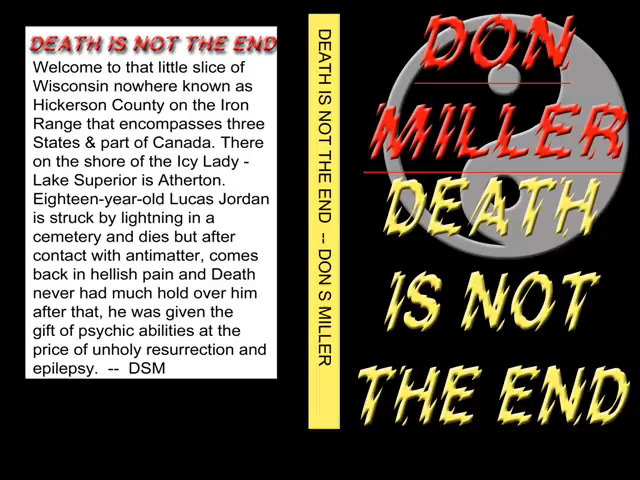 DEATH IS NOT THE END
Welcome to that little slice of
Wisconsin nowhere known as
Hickerson County on the Iron
Range that encompasses three
States & part of Canada. There
on the shore of the Icy Lady -
Lake Superior is Atherton.
Eighteen-year-old Lucas Jordan
is struck by lightning in a
cemetery and dies but after
contact with antimatter, comes
back in hellish pain and Death
never had much hold over him
after that, he was given the
gift of psychic abilities at the
price of unholy resurrection and
epilepsy. -- DSM
DEATH IS NOT THE END -- DON S MILLER
DON
MILLER
DEATH
IS NOT
THE END